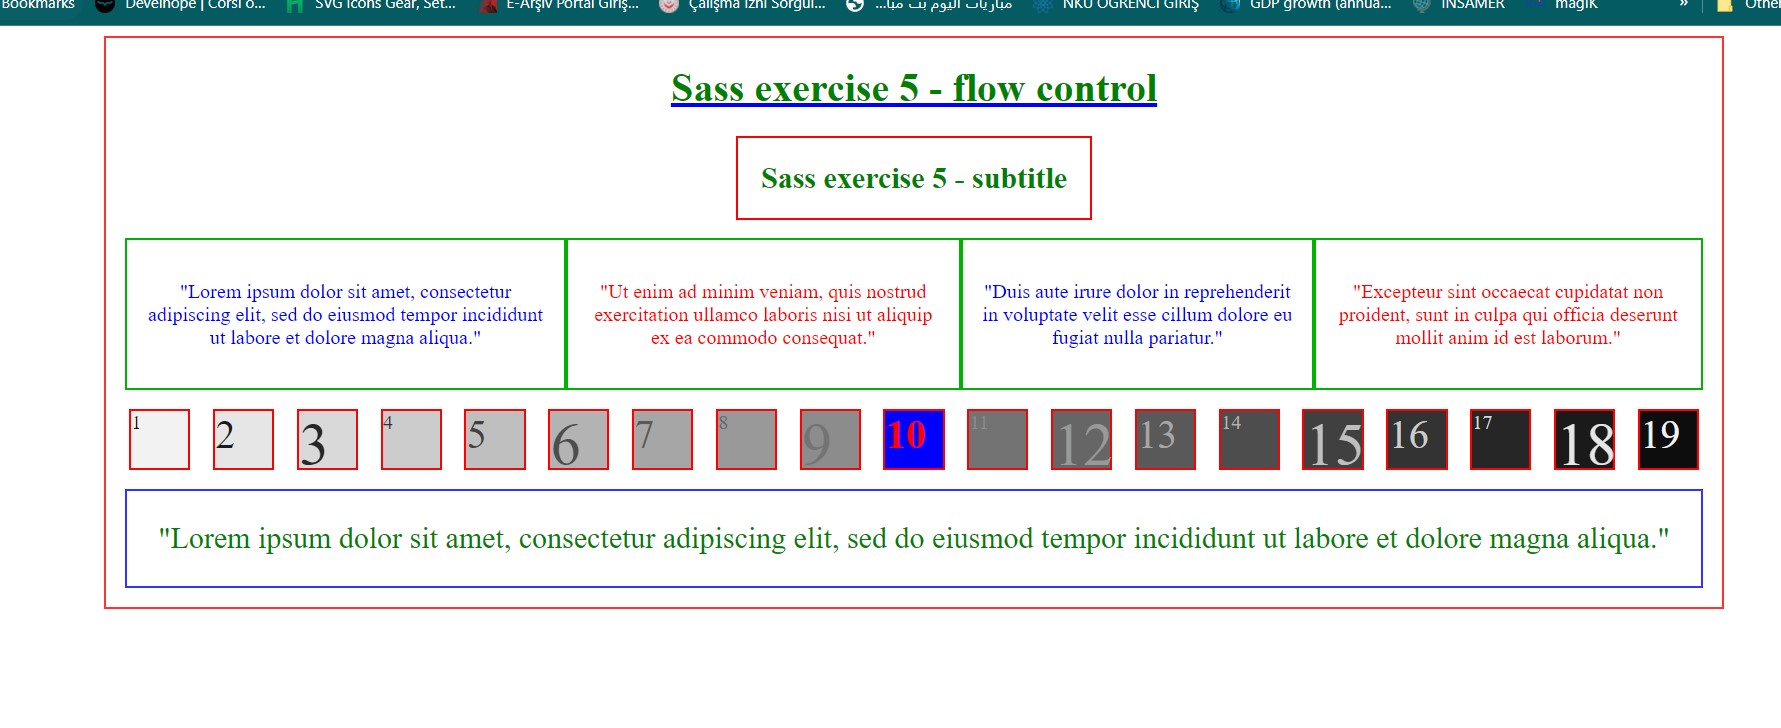 Bookmarks Develhope | Corsi o... SVG Icons Gear, Set... E-Arşiv Portal Giriş... Çalışma İzni Sorgul... مباريات اليوم بث مبا... NKÜ ÖĞRENCİ GİRİŞ GDP growth (annua... İNSAMER magiK » Other
Sass exercise 5 - flow control
Sass exercise 5 - subtitle
"Lorem ipsum dolor sit amet, consectetur
adipiscing elit, sed do eiusmod tempor incididunt
ut labore et dolore magna aliqua."
"Ut enim ad minim veniam, quis nostrud
exercitation ullamco laboris nisi ut aliquip
ex ea commodo consequat."
"Duis aute irure dolor in reprehenderit
in voluptate velit esse cillum dolore eu
fugiat nulla pariatur."
"Excepteur sint occaecat cupidatat non
proident, sunt in culpa qui officia deserunt
mollit anim id est laborum."
1 2 3 4 5 6 7 8 9 10 11 12 13 14 15 16 17 18 19
"Lorem ipsum dolor sit amet, consectetur adipiscing elit, sed do eiusmod tempor incididunt ut labore et dolore magna aliqua."